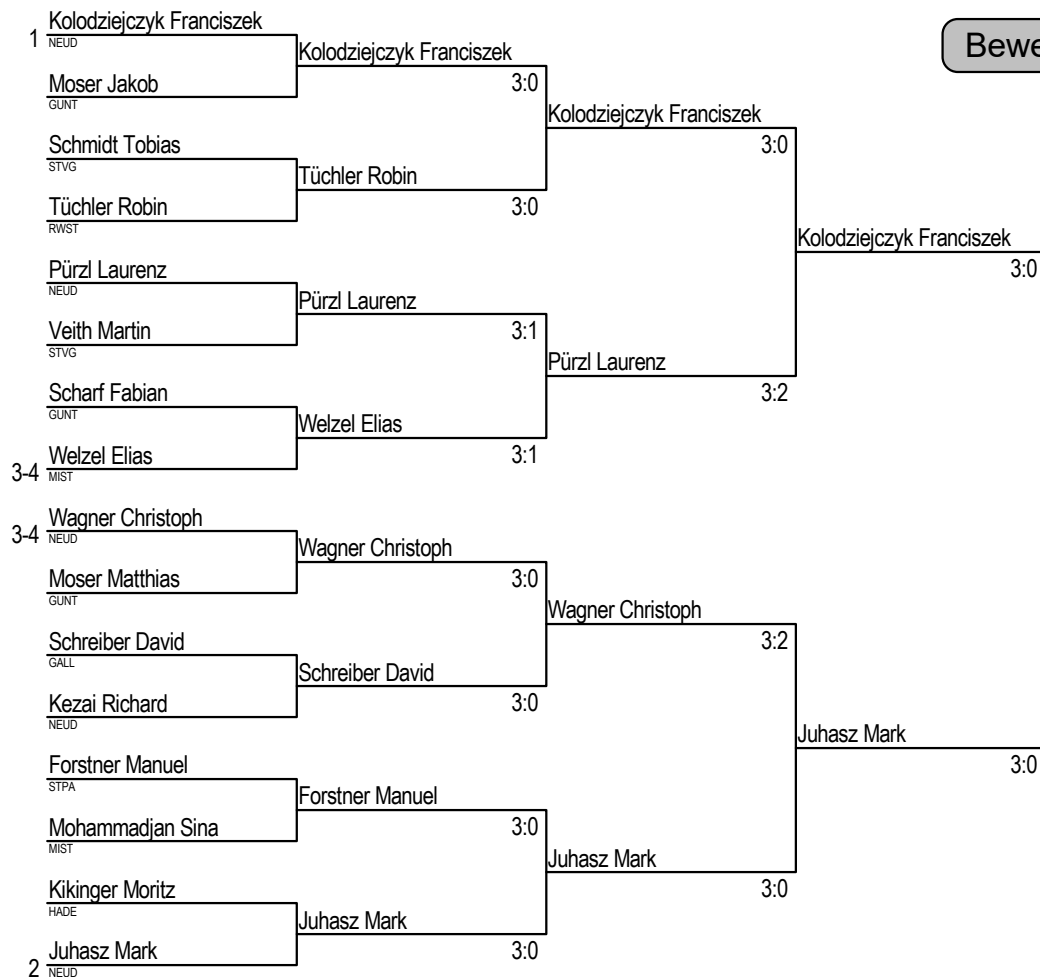 Kolodziejczyk Franciszek
1 NEUD
Kolodziejczyk Franciszek
Bewe
Moser Jakob
3:0
GUNT
Kolodziejczyk Franciszek
Schmidt Tobias
3:0
STVG
Tüchler Robin
Tüchler Robin
3:0
RWST
Kolodziejczyk Franciszek
Pürzl Laurenz
3:0
NEUD
Pürzl Laurenz
Veith Martin
3:1
STVG
Pürzl Laurenz
Scharf Fabian
3:2
GUNT
Welzel Elias
Welzel Elias
3:1
3-4 MIST
Wagner Christoph
3-4 NEUD
Wagner Christoph
Moser Matthias
3:0
GUNT
Wagner Christoph
Schreiber David
3:2
GALL
Schreiber David
Kezai Richard
3:0
NEUD
Juhasz Mark
Forstner Manuel
3:0
STPA
Forstner Manuel
Mohammadjan Sina
3:0
MIST
Juhasz Mark
Kikinger Moritz
3:0
HADE
Juhasz Mark
Juhasz Mark
3:0
2 NEUD